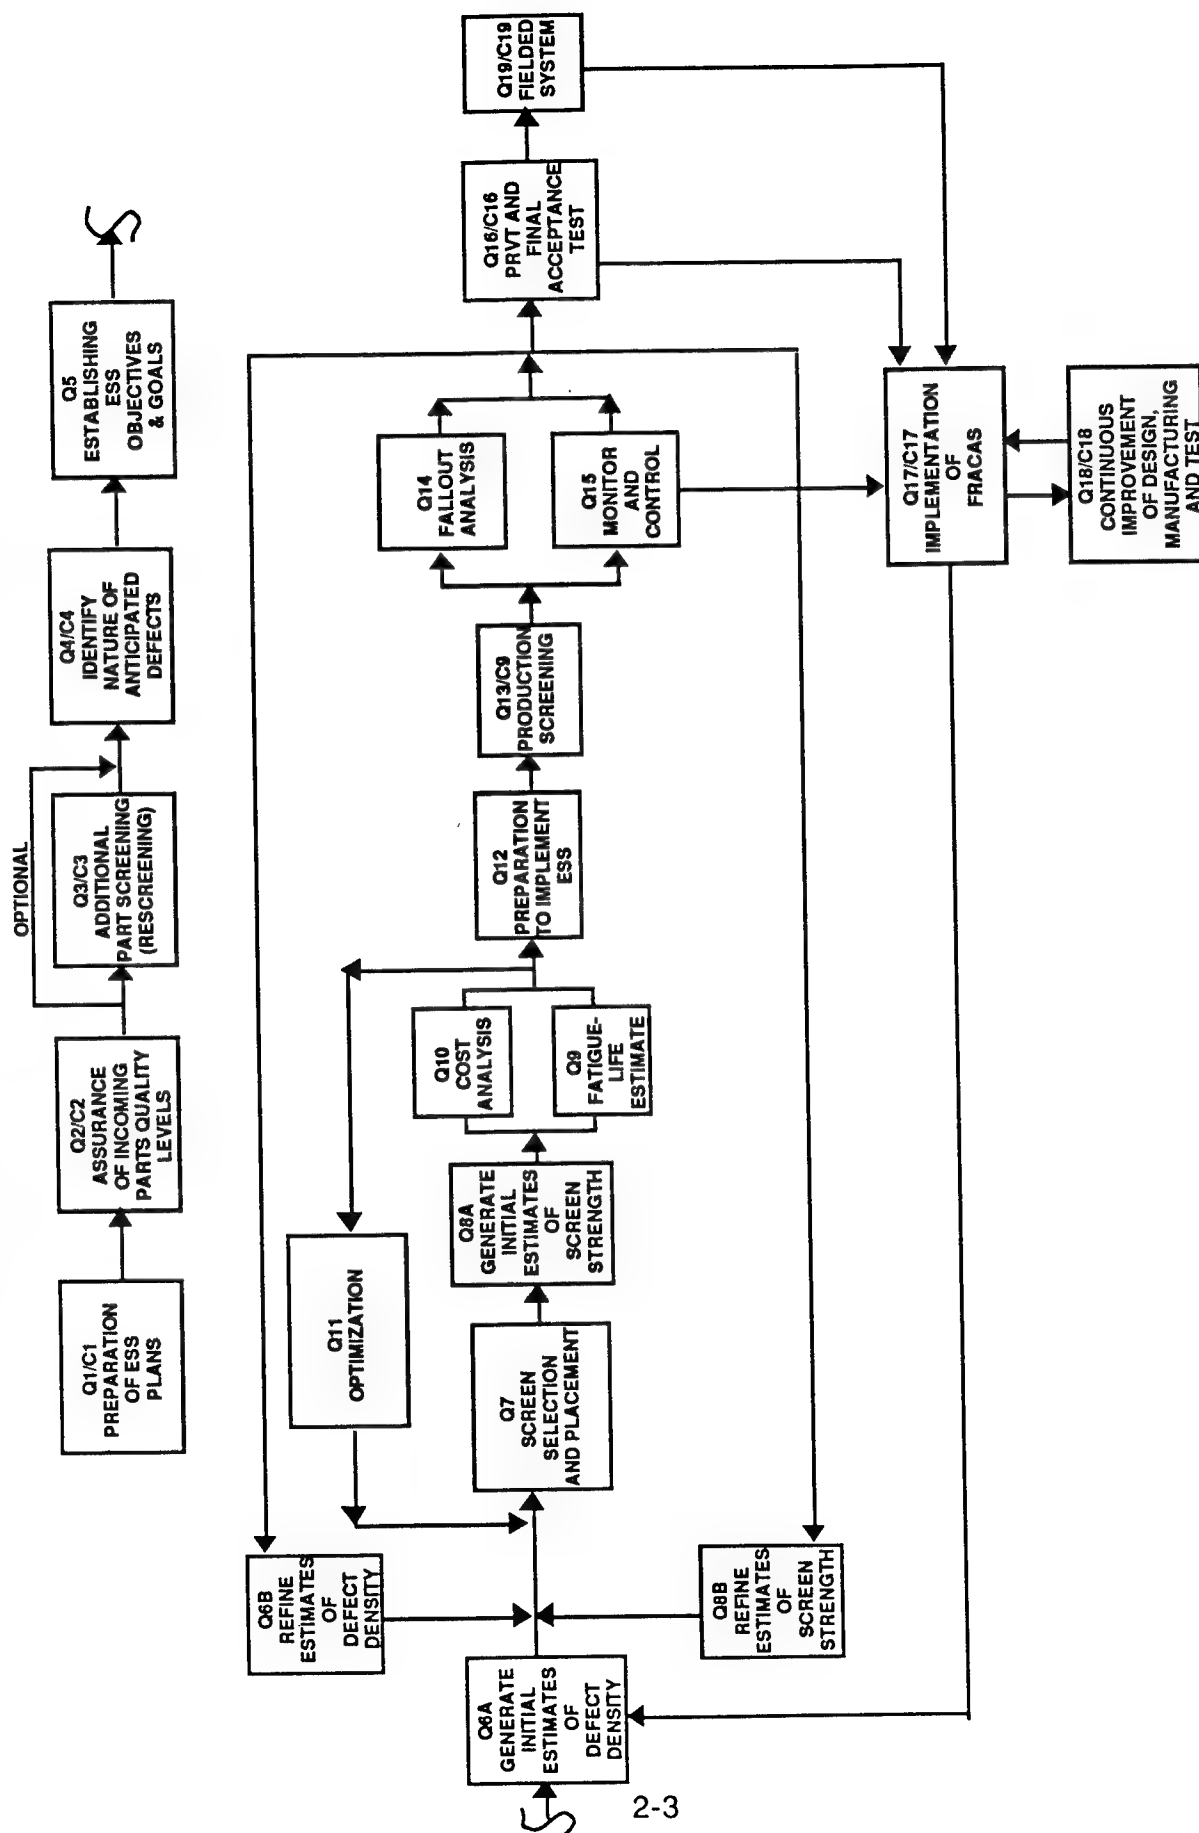 Q1/C1
PREPARATION
OF ESS
PLANS
Q2/C2
ASSURANCE
OF INCOMING
PARTS QUALITY
LEVELS
OPTIONAL
Q3/C3
ADDITIONAL
PART SCREENING
(RESCREENING)
Q4/C4
IDENTIFY
NATURE OF
ANTICIPATED
DEFECTS
Q5
ESTABLISHING
ESS
OBJECTIVES
& GOALS
Q6A
GENERATE
INITIAL
ESTIMATES
OF
DEFECT
DENSITY
Q6B
REFINE
ESTIMATES
OF
DEFECT
DENSITY
Q8B
REFINE
ESTIMATES
OF
SCREEN
STRENGTH
Q11
OPTIMIZATION
Q7
SCREEN
SELECTION
AND PLACEMENT
Q8A
GENERATE
INITIAL
ESTIMATES
OF
SCREEN
STRENGTH
Q10
COST
ANALYSIS
Q9
FATIGUE-
LIFE
ESTIMATE
Q12
PREPARATION
TO IMPLEMENT
ESS
Q13/C9
PRODUCTION
SCREENING
Q14
FALLOUT
ANALYSIS
Q15
MONITOR
AND
CONTROL
Q16/C16
PRVT AND
FINAL
ACCEPTANCE
TEST
Q19/C19
FIELDED
SYSTEM
Q17/C17
IMPLEMENTATION
OF
FRACAS
Q18/C18
CONTINUOUS
IMPROVEMENT
OF DESIGN,
MANUFACTURING
AND TEST
2-3